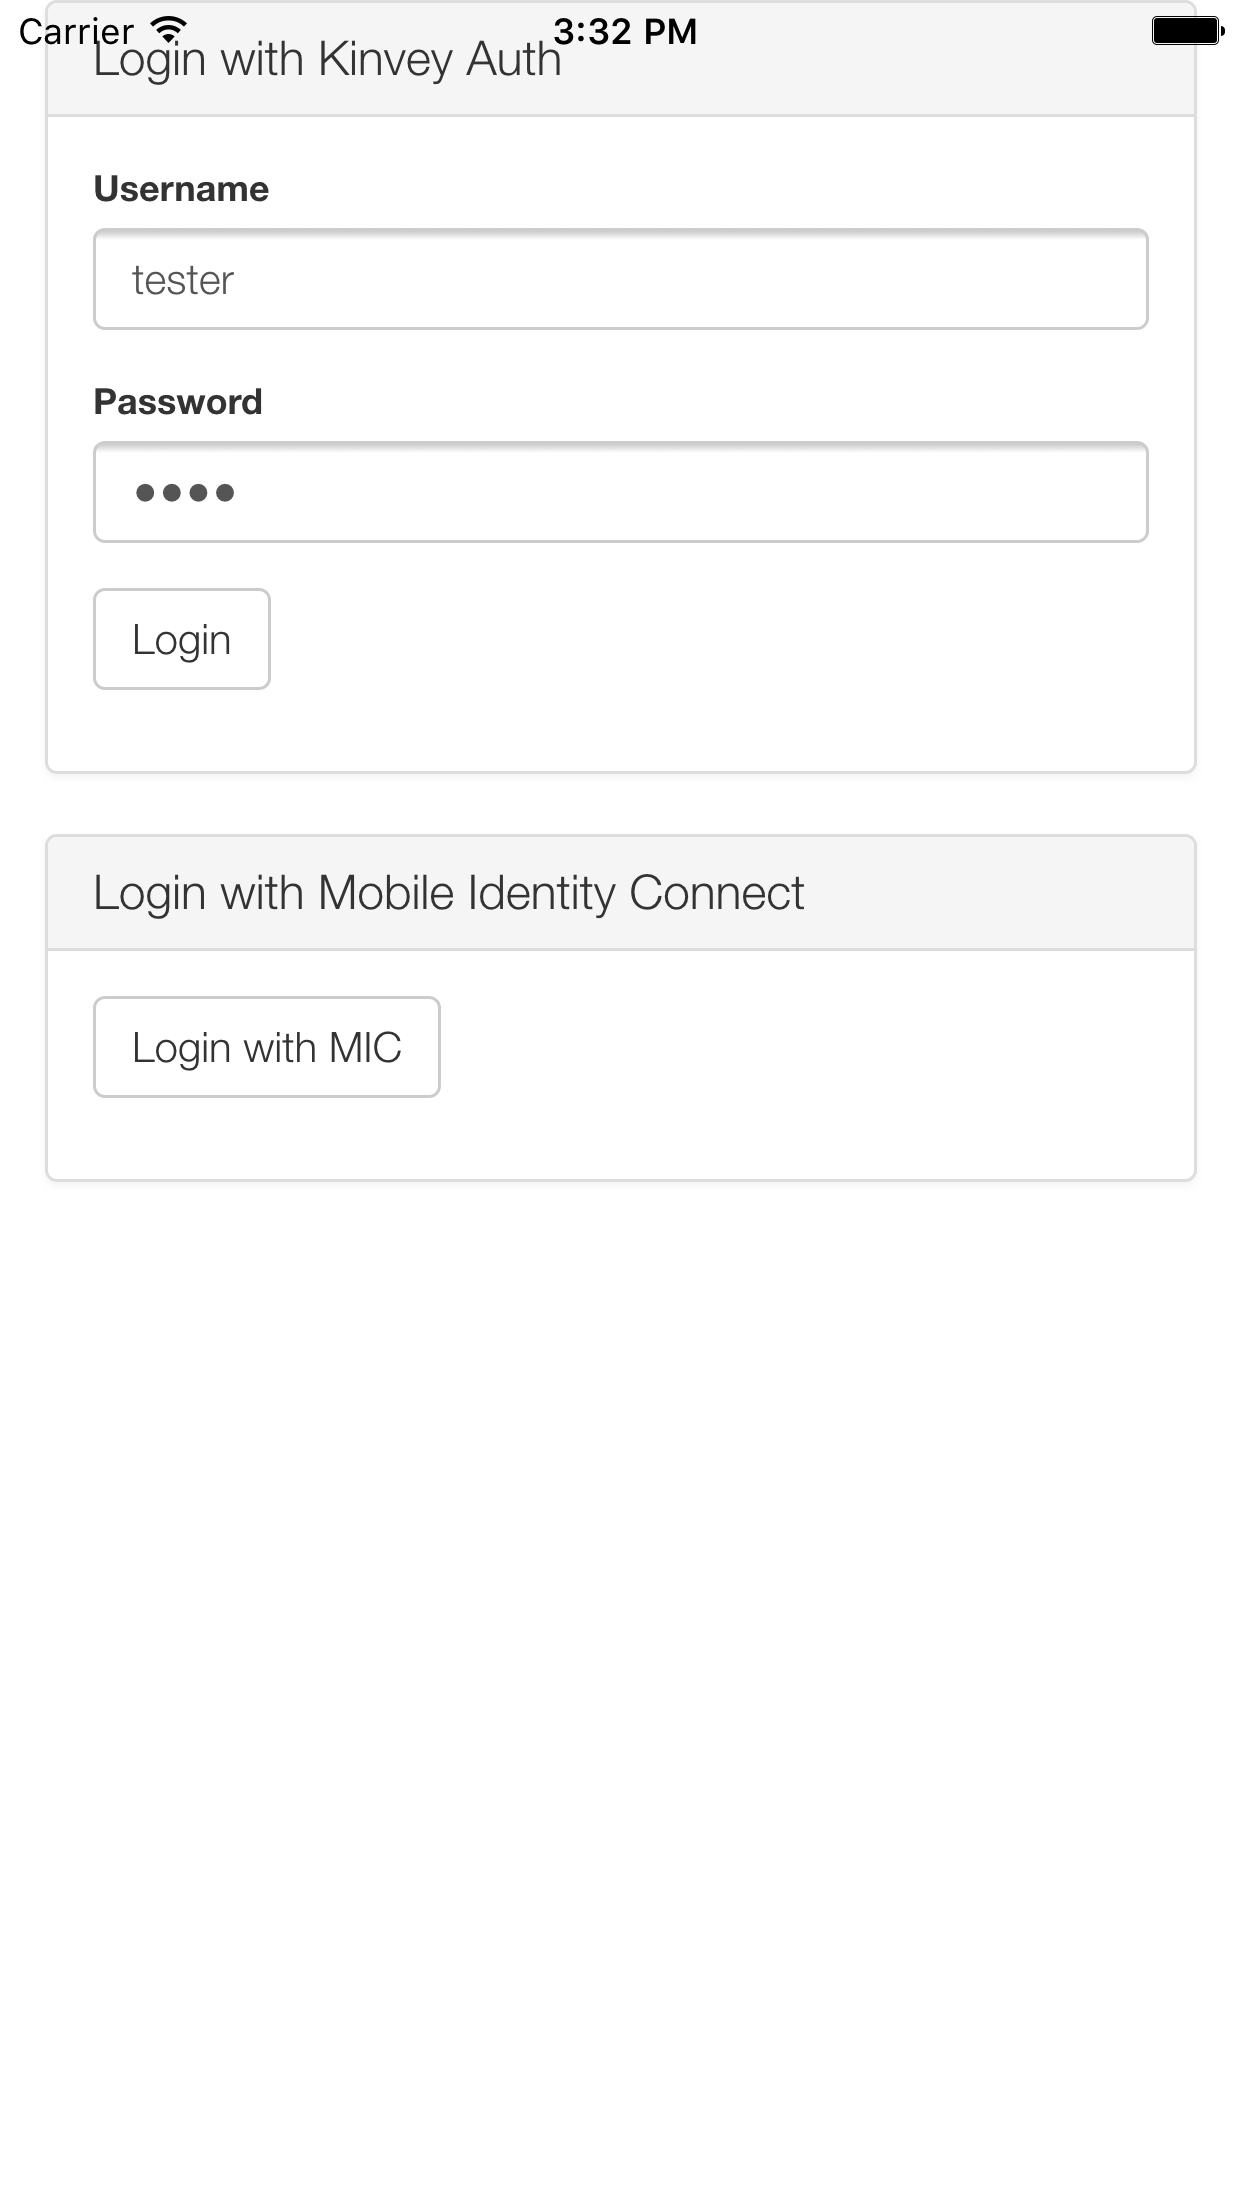 Carrier 3:32 PM
Login with Kinvey Auth
Username
tester
Password
••••
Login
Login with Mobile Identity Connect
Login with MIC